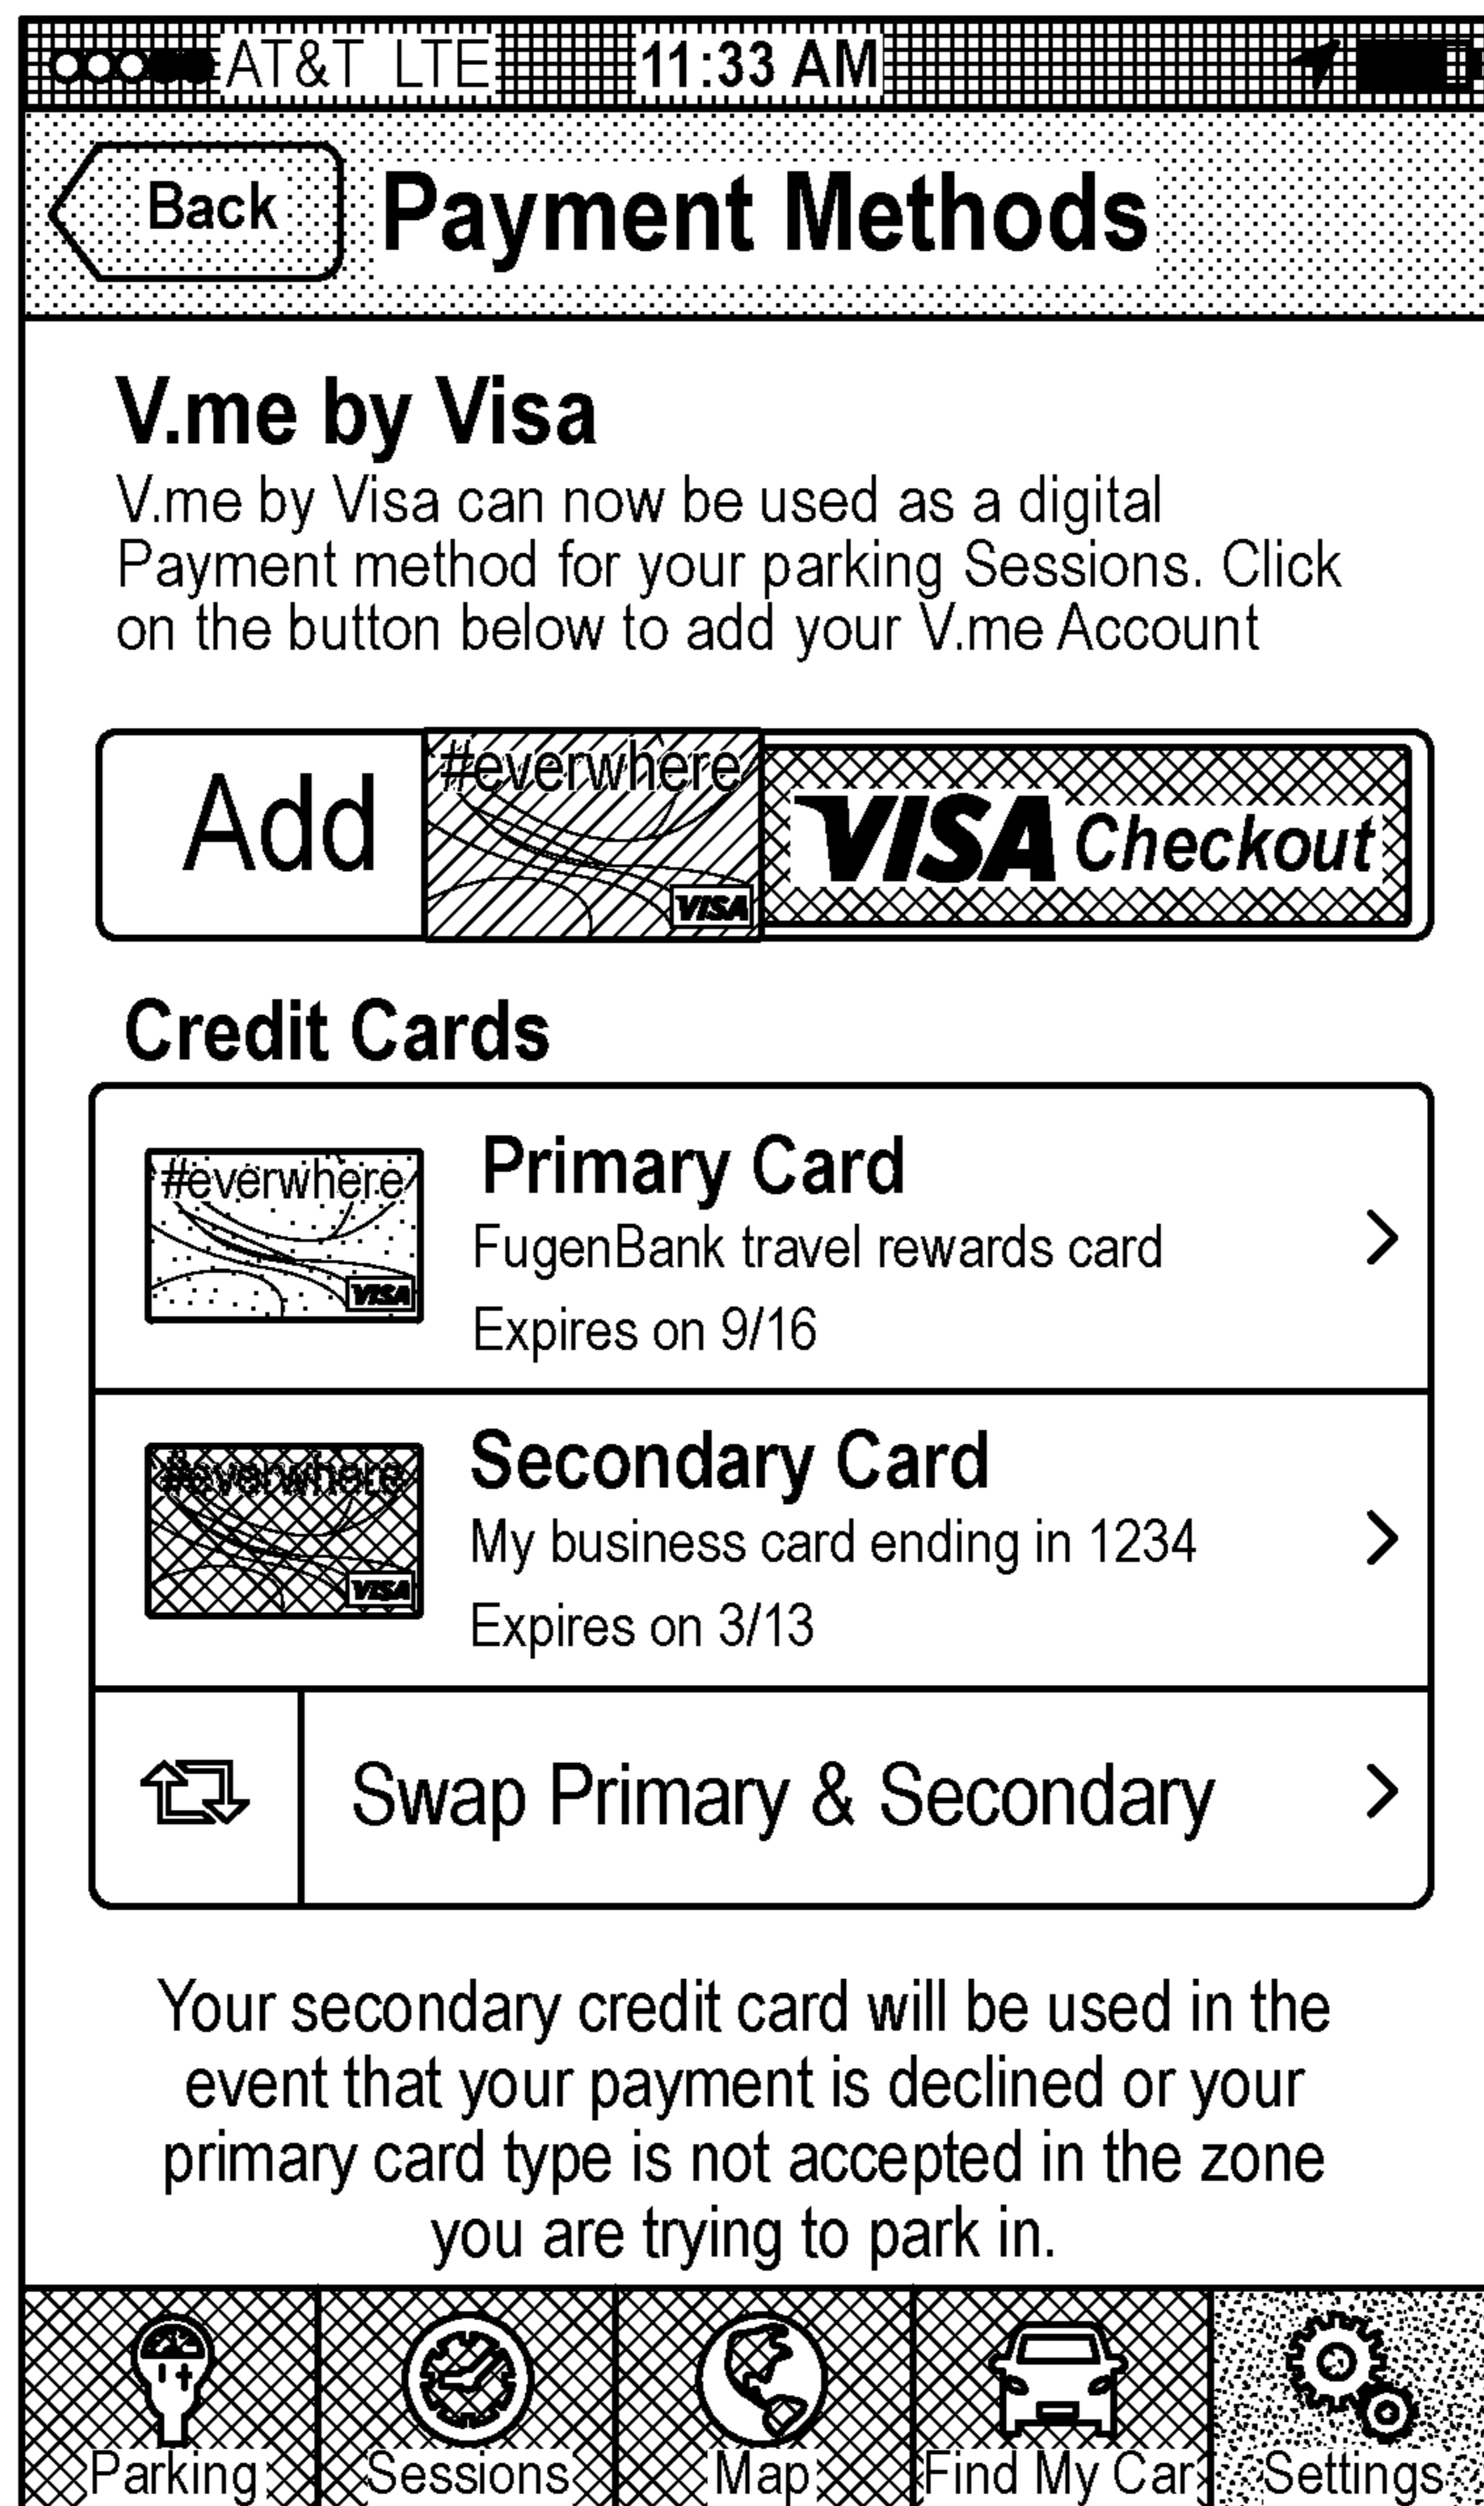 AT&T LTE 11:33 AM
Back
Payment Methods
V.me by Visa
V.me by Visa can now be used as a digital
Payment method for your parking Sessions. Click
on the button below to add your V.me Account
Add
#everwhere
VISA
VISA Checkout
Credit Cards
#everwhere
VISA
Primary Card
FugenBank travel rewards card
Expires on 9/16
#everwhere
VISA
Secondary Card
My business card ending in 1234
Expires on 3/13
Swap Primary & Secondary
Your secondary credit card will be used in the
event that your payment is declined or your
primary card type is not accepted in the zone
you are trying to park in.
Parking
Sessions
Map
Find My Car
Settings